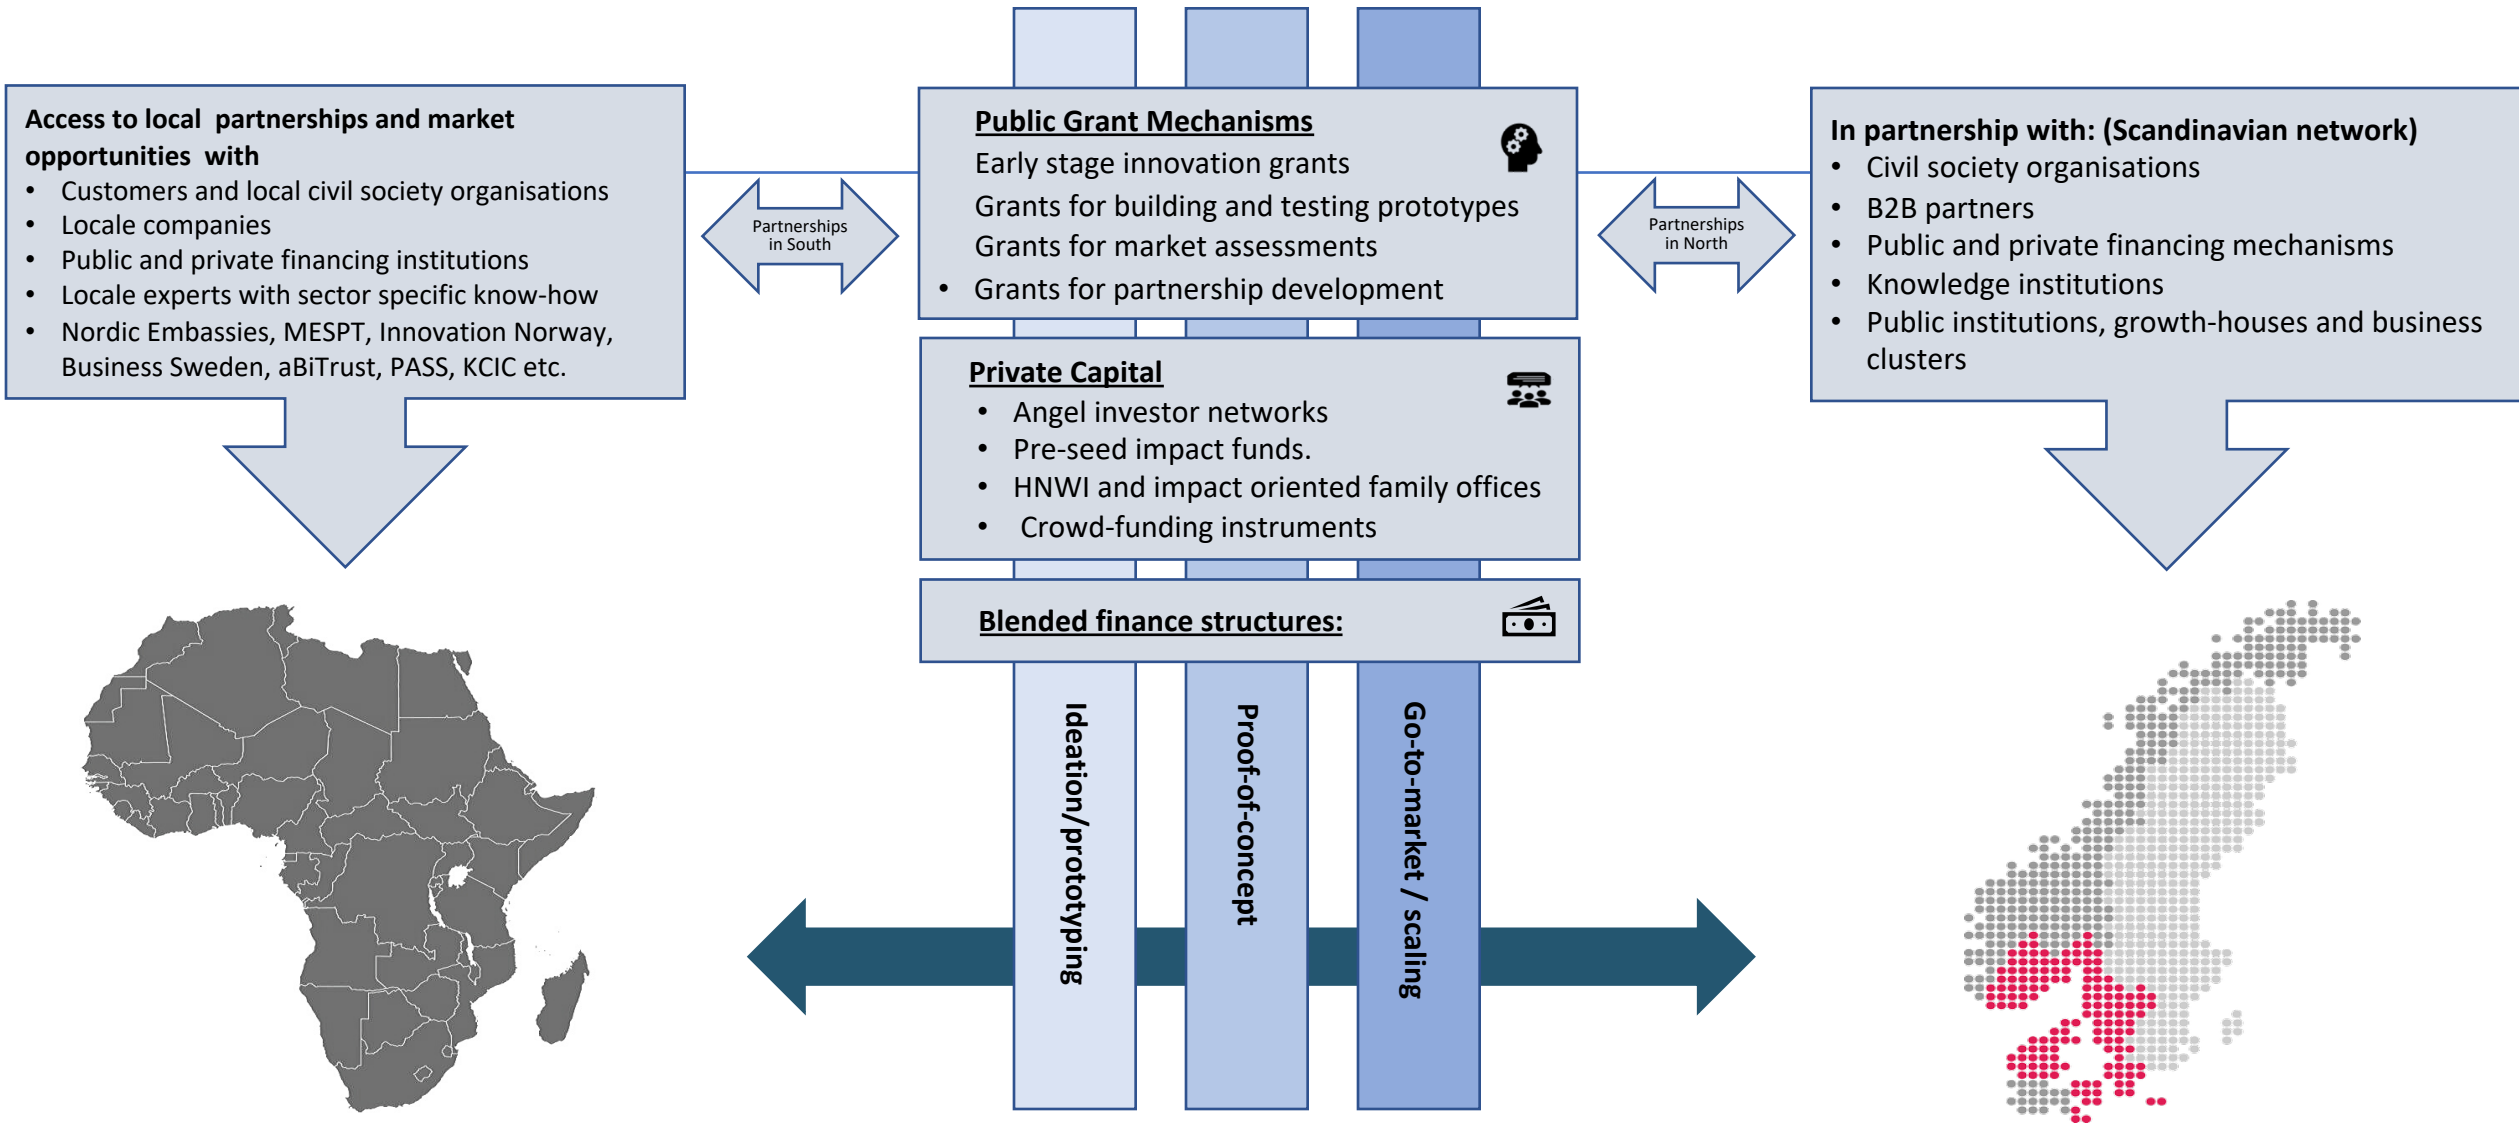 Access to local partnerships and market
opportunities with
• Customers and local civil society organisations
• Locale companies
• Public and private financing institutions
• Locale experts with sector specific know-how
• Nordic Embassies, MESPT, Innovation Norway,
Business Sweden, aBiTrust, PASS, KCIC etc.
Partnerships
in South
Public Grant Mechanisms
Early stage innovation grants
Grants for building and testing prototypes
Grants for market assessments
• Grants for partnership development
Private Capital
• Angel investor networks
• Pre-seed impact funds.
• HNWI and impact oriented family offices
• Crowd-funding instruments
Blended finance structures:
Partnerships
in North
In partnership with: (Scandinavian network)
• Civil society organisations
• B2B partners
• Public and private financing mechanisms
• Knowledge institutions
• Public institutions, growth-houses and business
clusters
Ideation/prototyping
Proof-of-concept
Go-to-market / scaling